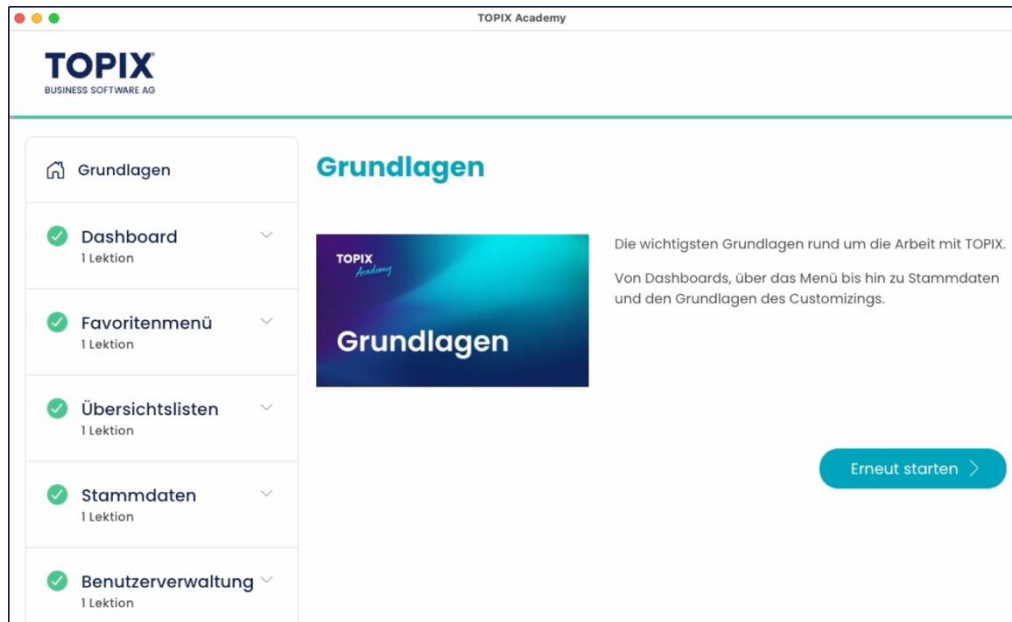 TOPIX Academy
TOPIX
BUSINESS SOFTWARE AG
Grundlagen
Dashboard
1 Lektion
Favoritenmenü
1 Lektion
Übersichtslisten
1 Lektion
Stammdaten
1 Lektion
Benutzerverwaltung
1 Lektion
Grundlagen
TOPIX
Academy
Grundlagen
Die wichtigsten Grundlagen rund um die Arbeit mit TOPIX.
Von Dashboards, über das Menü bis hin zu Stammdaten
und den Grundlagen des Customizings.
Erneut starten